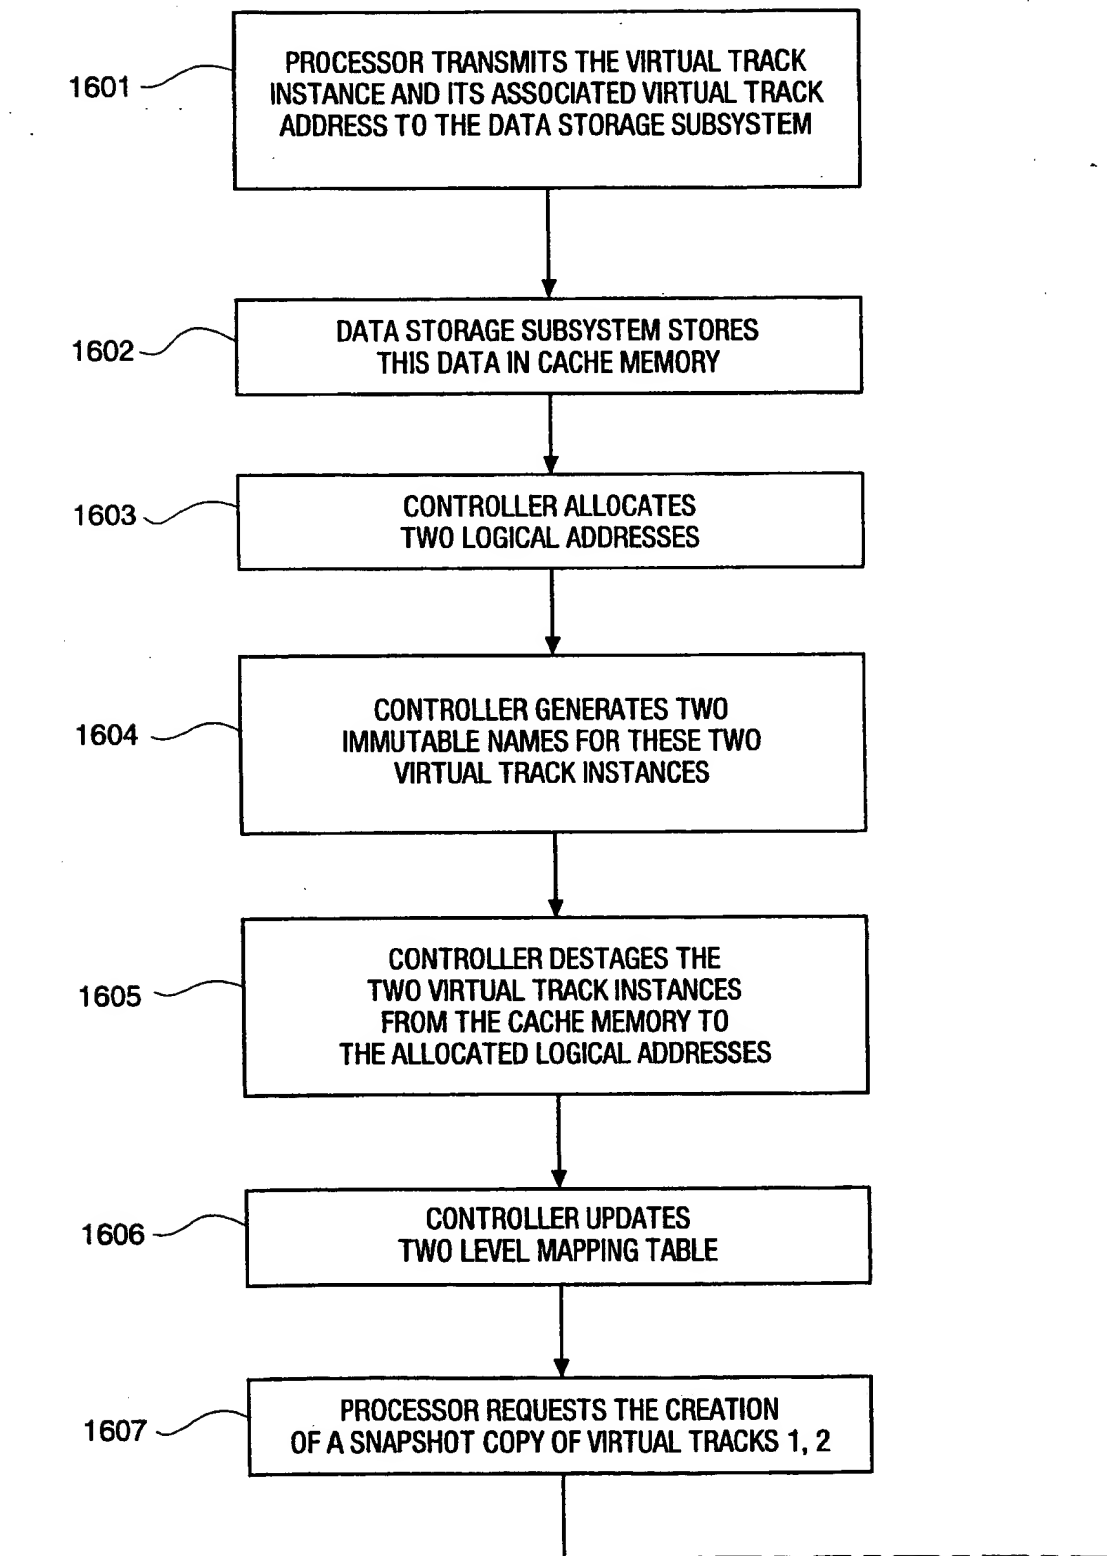 1601
PROCESSOR TRANSMITS THE VIRTUAL TRACK
INSTANCE AND ITS ASSOCIATED VIRTUAL TRACK
ADDRESS TO THE DATA STORAGE SUBSYSTEM
1602
DATA STORAGE SUBSYSTEM STORES
THIS DATA IN CACHE MEMORY
1603
CONTROLLER ALLOCATES
TWO LOGICAL ADDRESSES
1604
CONTROLLER GENERATES TWO
IMMUTABLE NAMES FOR THESE TWO
VIRTUAL TRACK INSTANCES
1605
CONTROLLER DESTAGES THE
TWO VIRTUAL TRACK INSTANCES
FROM THE CACHE MEMORY TO
THE ALLOCATED LOGICAL ADDRESSES
1606
CONTROLLER UPDATES
TWO LEVEL MAPPING TABLE
1607
PROCESSOR REQUESTS THE CREATION
OF A SNAPSHOT COPY OF VIRTUAL TRACKS 1, 2